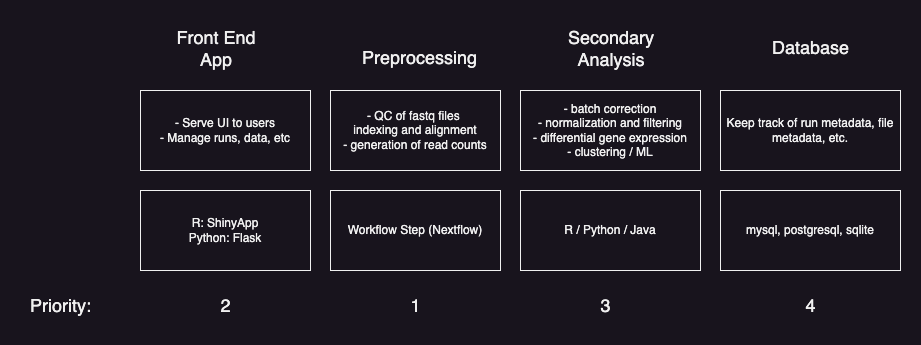 Front End
App
Preprocessing
Secondary
Analysis
Database
- Serve UI to users
- Manage runs, data, etc
- QC of fastq files
indexing and alignment
- generation of read counts
- batch correction
- normalization and filtering
- differential gene expression
- clustering / ML
Keep track of run metadata, file
metadata, etc.
R: ShinyApp
Python: Flask
Workflow Step (Nextflow)
R / Python / Java
mysql, postgresql, sqlite
Priority: 2 1 3 4